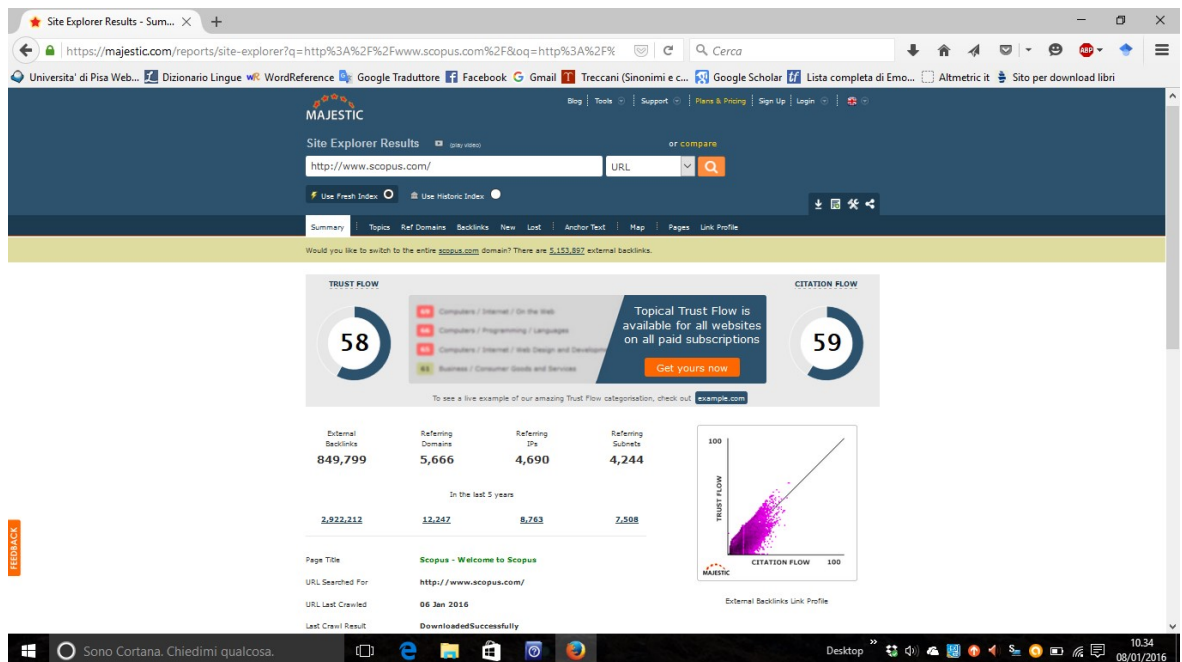 Site Explorer Results - Sum...
https://majestic.com/reports/site-explorer?q=http%3A%2F%2Fwww.scopus.com%2F&oq=http%3A%2F%
Cerca
ABP
Universita' di Pisa Web... Dizionario Lingue WordReference Google Traduttore Facebook Gmail Treccani (Sinonimi e c... Google Scholar Lista completa di Emo... Altmetric it Sito per download libri
MAJESTIC
Blog Tools Support Plans & Pricing Sign Up Login
Site Explorer Results (play video) or compare
http://www.scopus.com/ URL
Use Fresh Index Use Historic Index
Summary Topics Ref Domains Backlinks New Lost Anchor Text Map Pages Link Profile
Would you like to switch to the entire scopus.com domain? There are 5,153,897 external backlinks.
TRUST FLOW
58
Computers / Internet / On the Web
Computers / Programming / Languages
Computers / Internet / Web Design and Developm
Business / Consumer Goods and Services
Topical Trust Flow is
available for all websites
on all paid subscriptions
Get yours now
CITATION FLOW
59
To see a live example of our amazing Trust Flow categorisation, check out example.com
External Backlinks
849,799
Referring Domains
5,666
Referring IPs
4,690
Referring Subnets
4,244
In the last 5 years
2,922,212 12,247 8,763 7,508
Page Title Scopus - Welcome to Scopus
URL Searched For http://www.scopus.com/
URL Last Crawled 06 Jan 2016
Last Crawl Result DownloadedSuccessfully
100
TRUST FLOW
CITATION FLOW 100
MAJESTIC
External Backlinks Link Profile
FEEDBACK
Sono Cortana. Chiedimi qualcosa.
Desktop
10.34
08/01/2016